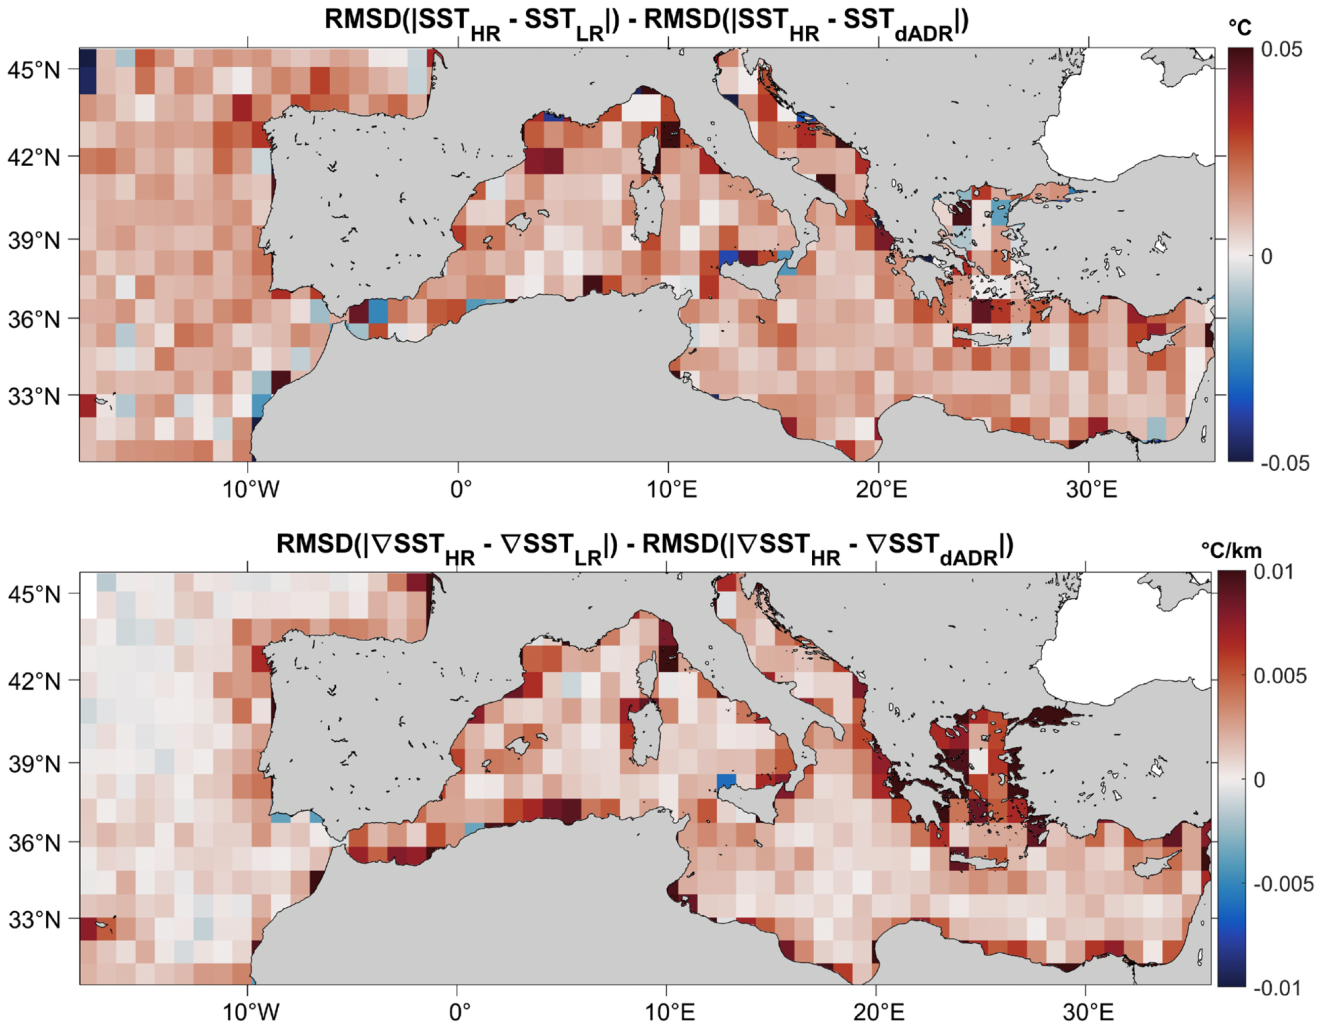 RMSD(|SST_HR - SST_LR|) - RMSD(|SST_HR - SST_dADR|)
°C
45°N
42°N
39°N
36°N
33°N
10°W
0°
10°E
20°E
30°E
0.05
0
-0.05
RMSD(|∇SST_HR - ∇SST_LR|) - RMSD(|∇SST_HR - ∇SST_dADR|)
°C/km
45°N
42°N
39°N
36°N
33°N
10°W
0°
10°E
20°E
30°E
0.01
0.005
0
-0.005
-0.01